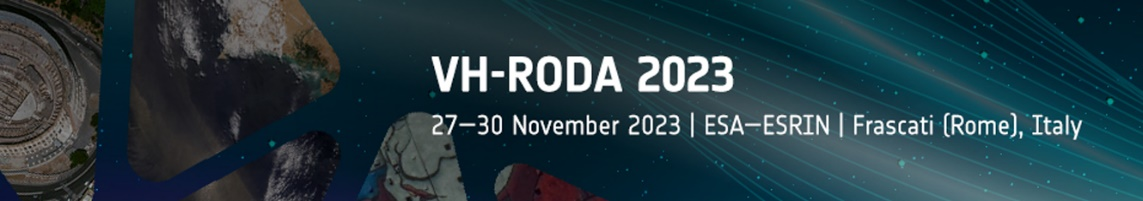 VH-RODA 2023
27—30 November 2023 | ESA—ESRIN | Frascati (Rome), Italy